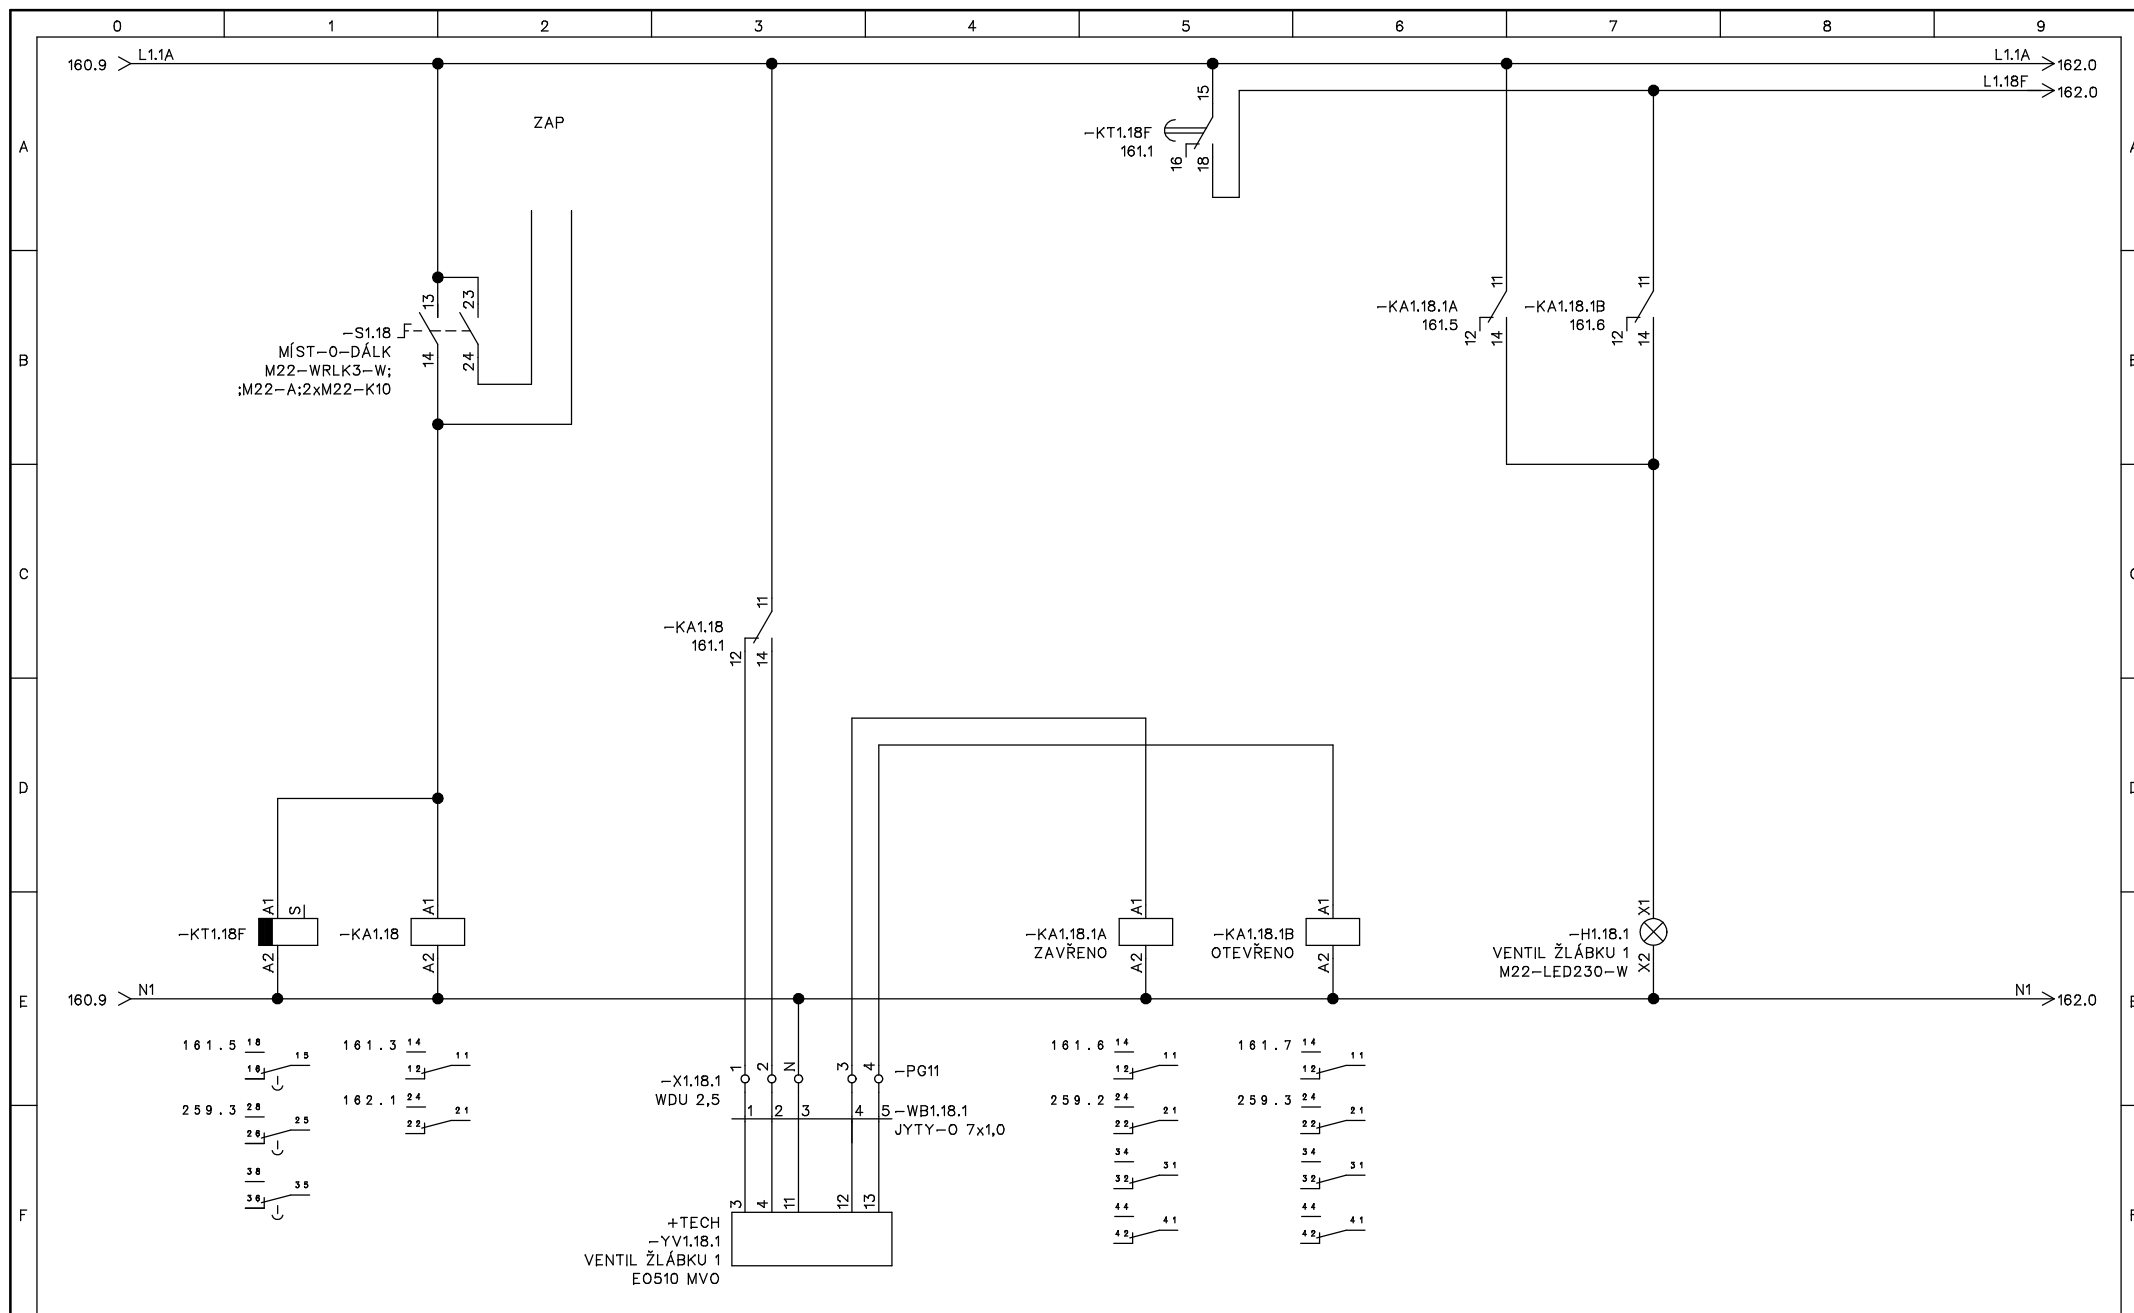 0 1 2 3 4 5 6 7 8 9
160.9 L1.1A L1.1A 162.0
L1.18F 162.0
ZAP
A A
15
-KT1.18F
161.1
16 18
13 23
-S1.18
MÍST-0-DÁLK
M22-WRLK3-W;
;M22-A;2xM22-K10
14 24
11
-KA1.18.1A
161.5
12 14
11
-KA1.18.1B
161.6
12 14
B
C
11
-KA1.18
161.1
12 14
D
A1 S
-KT1.18F
A2
A1
-KA1.18
A2
A1
-KA1.18.1A
ZAVŘENO
A2
A1
-KA1.18.1B
OTEVŘENO
A2
X1
-H1.18.1
VENTIL ŽLÁBKU 1
M22-LED230-W
X2
E
160.9 N1 N1 162.0
161.5 18 15 16
259.3 28 25 26
38 35 36
161.3 14 11 12
162.1 24 21 22
1 2 N 3 4
-X1.18.1
WDU 2,5
-PG11
1 2 3 4 5
-WB1.18.1
JYTY-O 7x1,0
161.6 14 11 12
259.2 24 21 22
34 31 32
44 41 42
161.7 14 11 12
259.3 24 21 22
34 31 32
44 41 42
F
3 4 11 12 13
+TECH
-YV1.18.1
VENTIL ŽLÁBKU 1
EO510 MVO